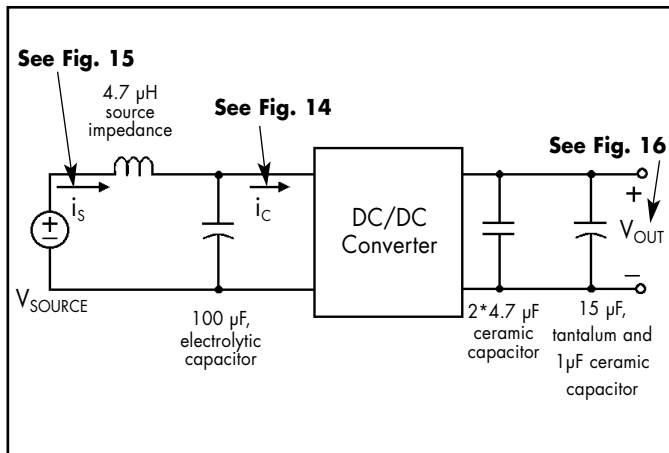 See Fig. 15
4.7 µH
source
impedance
See Fig. 14
See Fig. 16
iS
iC
DC/DC
Converter
+
VOUT
+
−
−
VSOURCE
100 µF,
electrolytic
capacitor
2*4.7 µF
ceramic
capacitor
15 µF,
tantalum and
1µF ceramic
capacitor